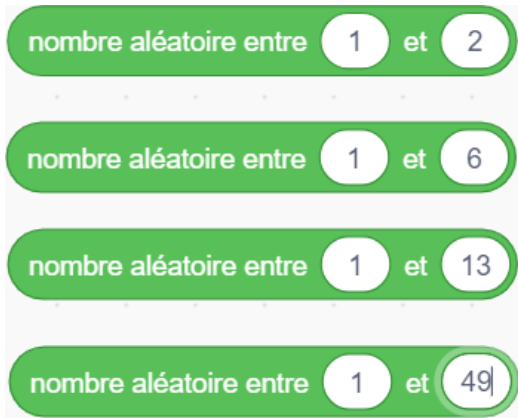 nombre aléatoire entre 1 et 2
nombre aléatoire entre 1 et 6
nombre aléatoire entre 1 et 13
nombre aléatoire entre 1 et 49